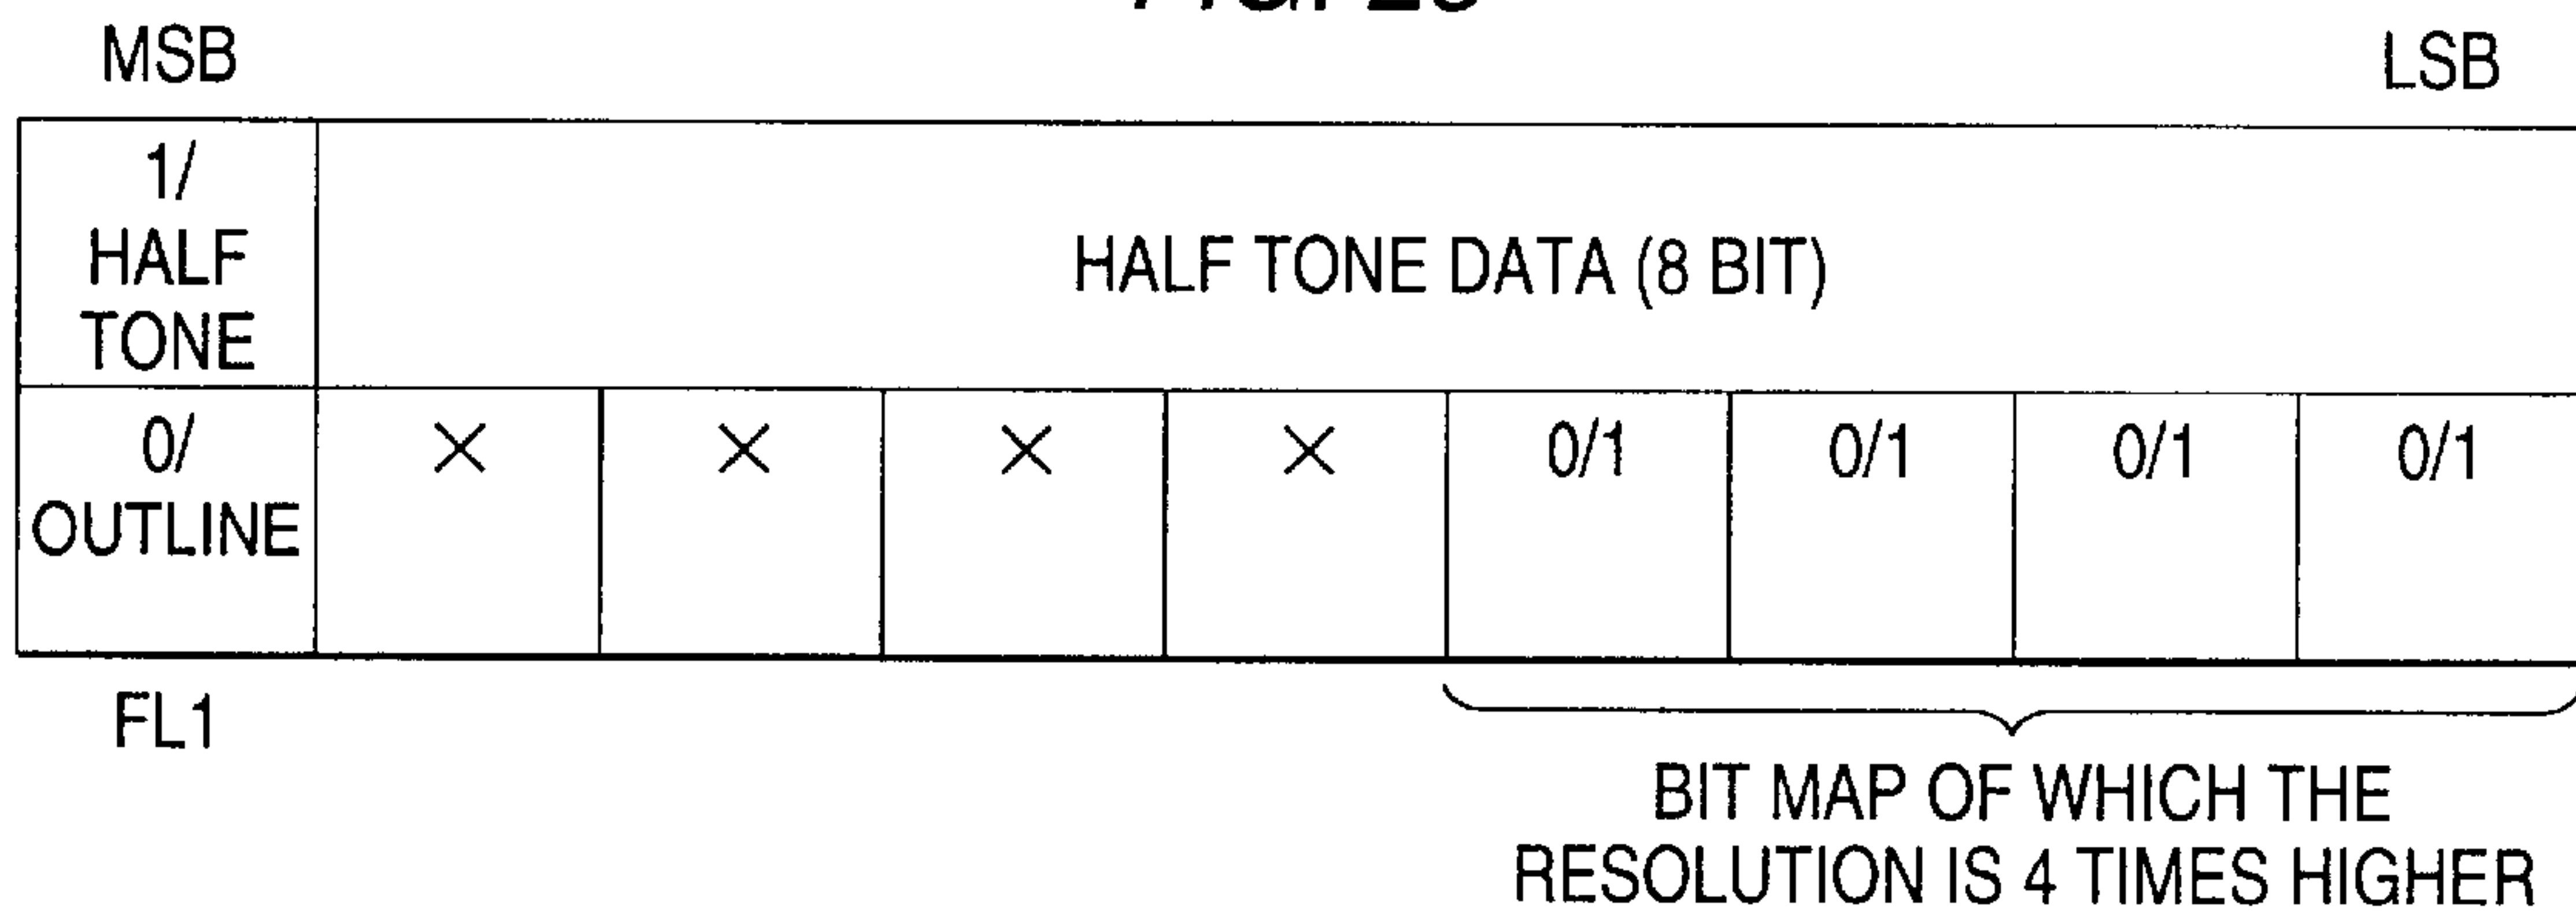 MSB LSB
1/
HALF
TONE
HALF TONE DATA (8 BIT)
0/
OUTLINE
× × × × 0/1 0/1 0/1 0/1
FL1
BIT MAP OF WHICH THE
RESOLUTION IS 4 TIMES HIGHER